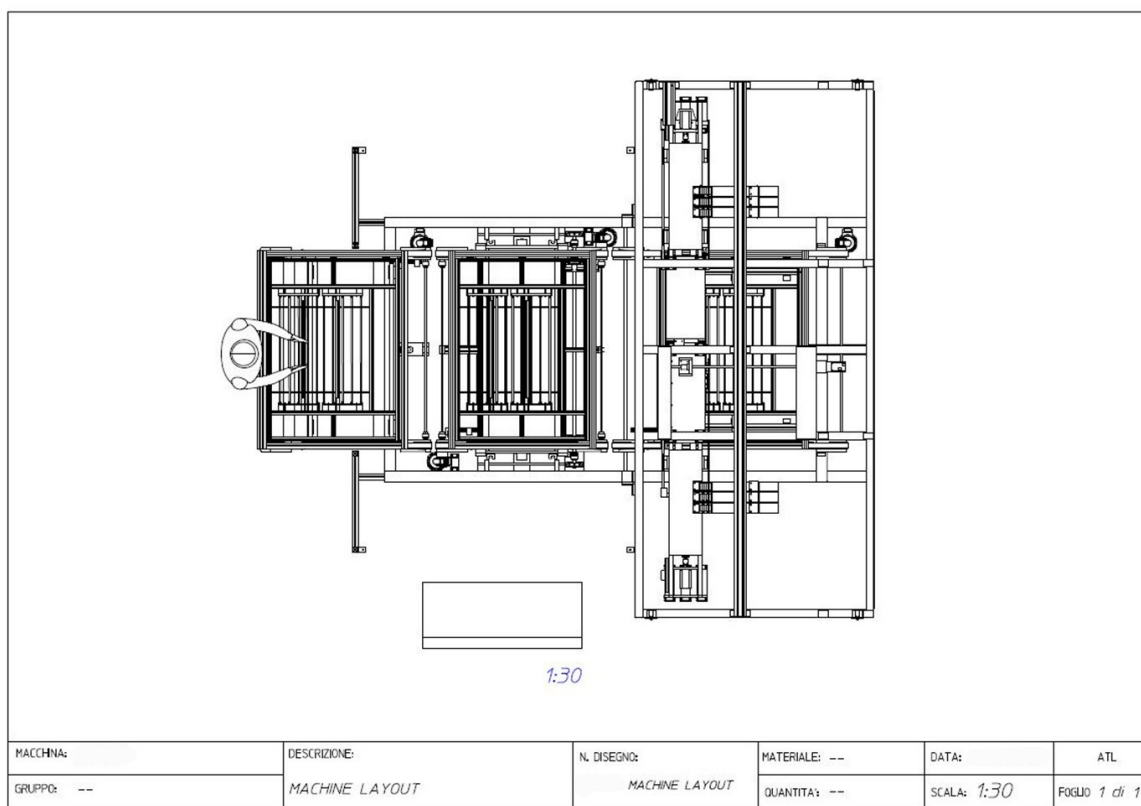 1:30
MACCHINA:
DESCRIZIONE:
N. DISEGNO:
MATERIALE: --
DATA:
ATL
GRUPPO: --
MACHINE LAYOUT
MACHINE LAYOUT
QUANTITA': --
SCALA: 1:30
FOGLIO 1 di 1